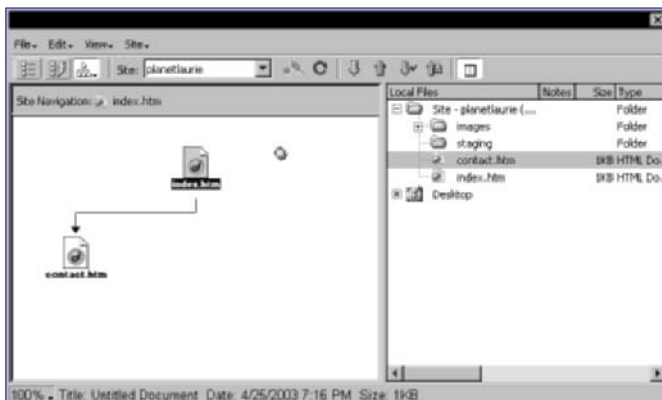 File Edit View Site
Site: planetlaurie
Site Navigation: index.htm
index.htm
contact.htm
Local Files Notes Size Type
Site - planetlaurie (.... Folder
images Folder
staging Folder
contact.htm 1KB HTML Do.
index.htm 1KB HTML Do.
Desktop
100% Title: Untitled Document Date: 4/25/2003 7:16 PM Size: 1KB